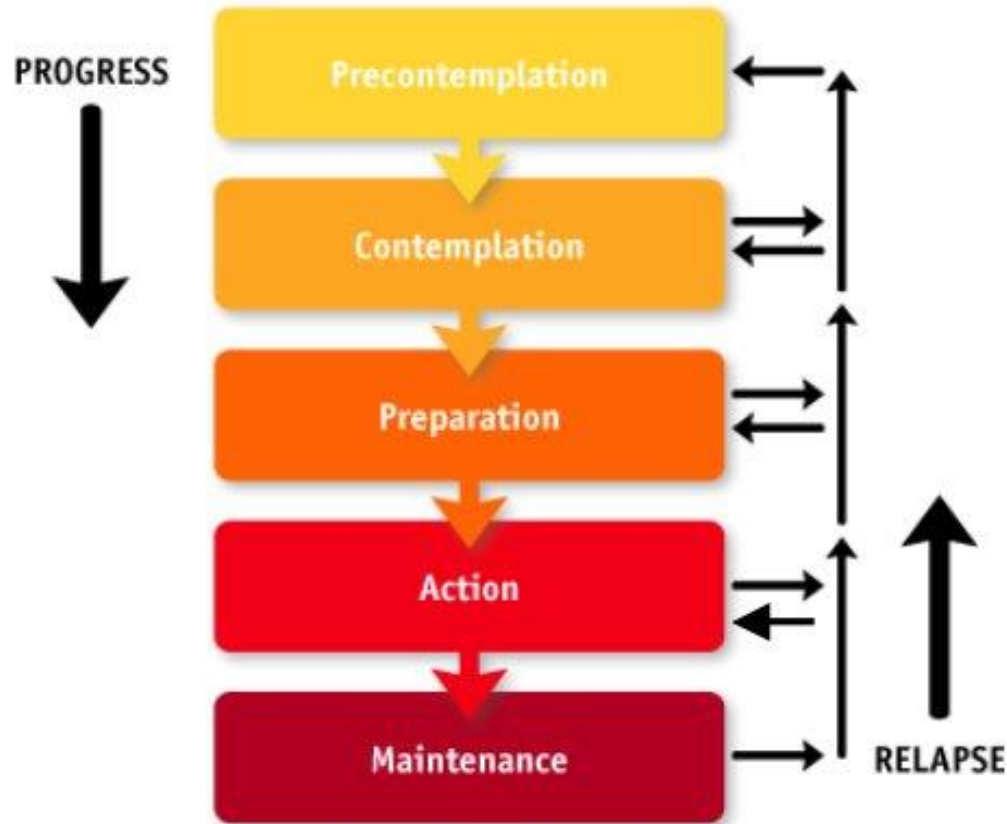 PROGRESS
Precontemplation
Contemplation
Preparation
Action
Maintenance
RELAPSE